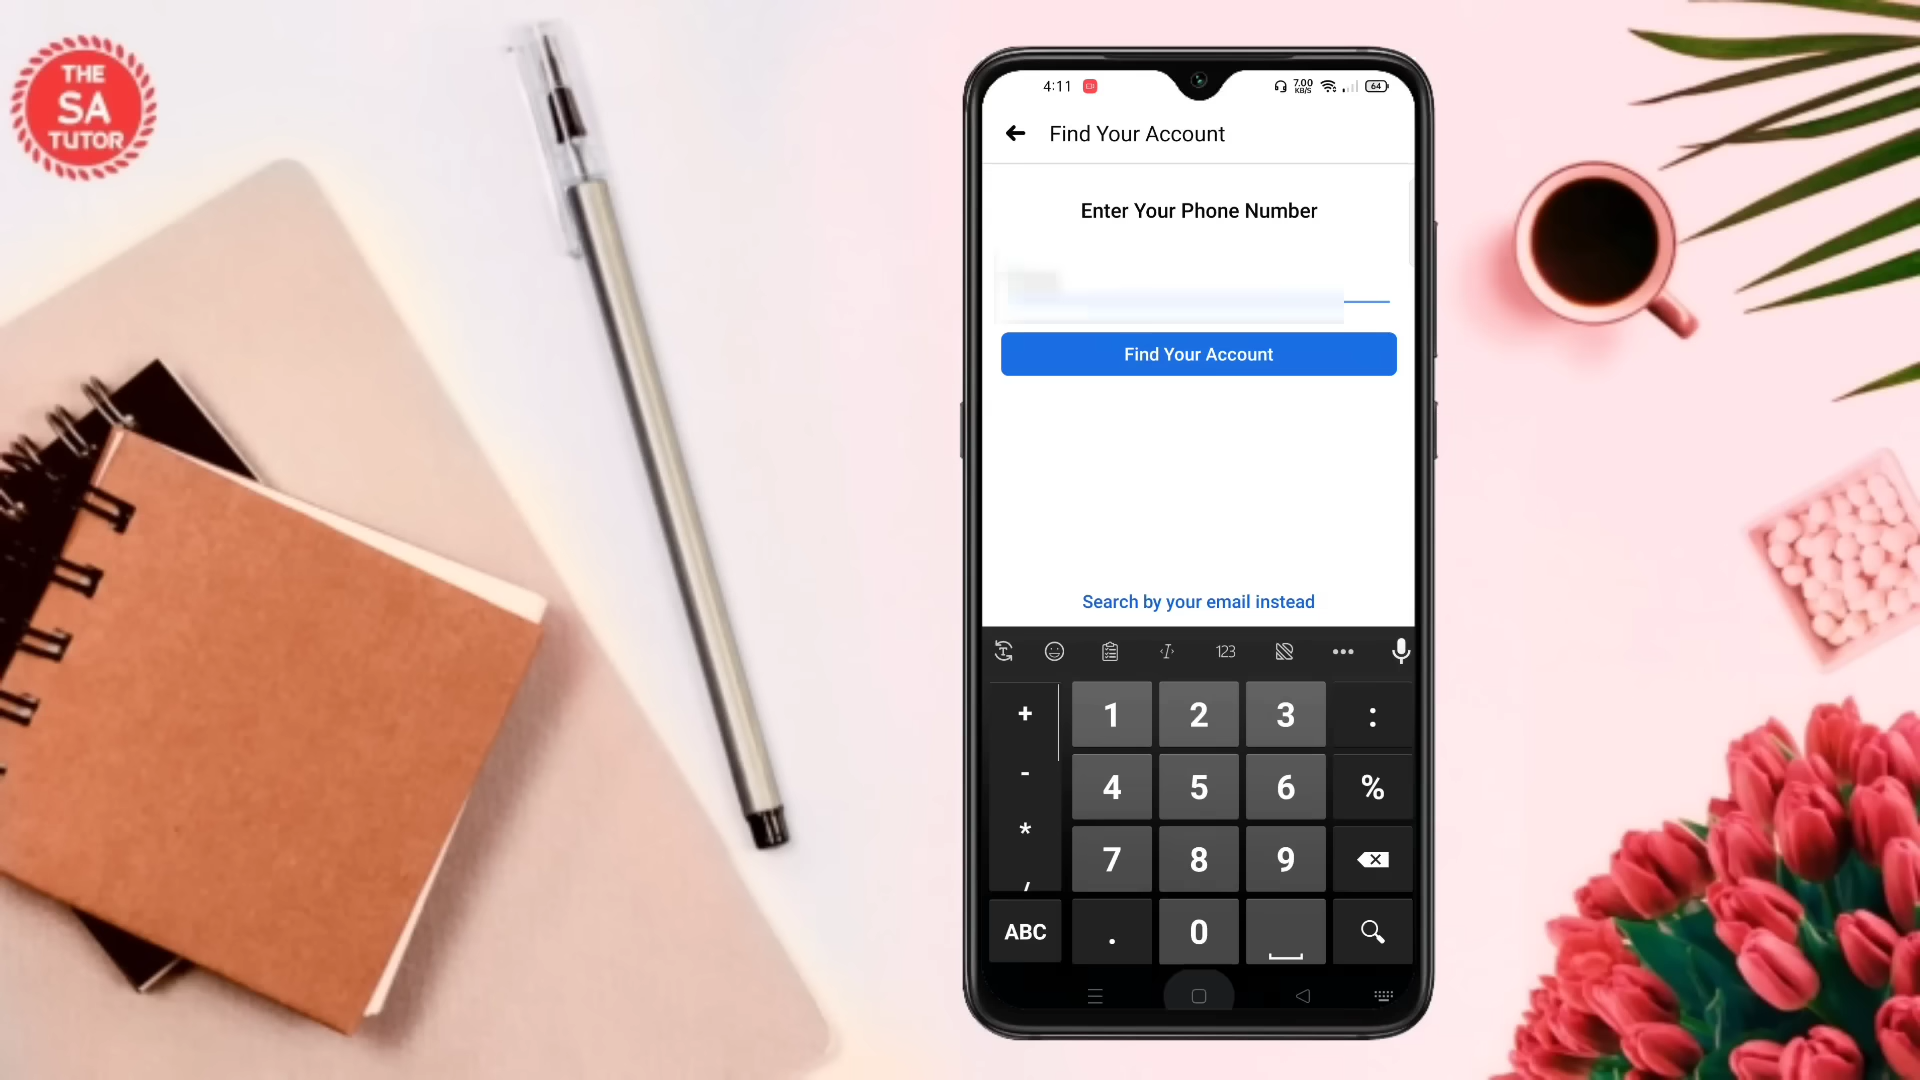 THE
SA
TUTOR
4:11
7.00
KB/S
64
Find Your Account
Enter Your Phone Number
Find Your Account
Search by your email instead
123
+ 1 2 3 :
- 4 5 6 %
* 7 8 9
,
ABC . 0